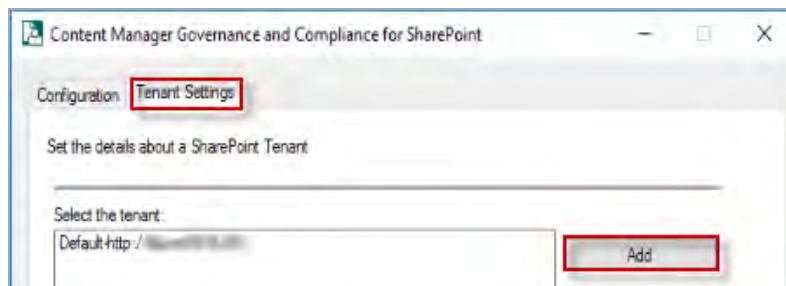 Content Manager Governance and Compliance for SharePoint
Configuration Tenant Settings
Set the details about a SharePoint Tenant
Select the tenant:
Default-http:/
Add